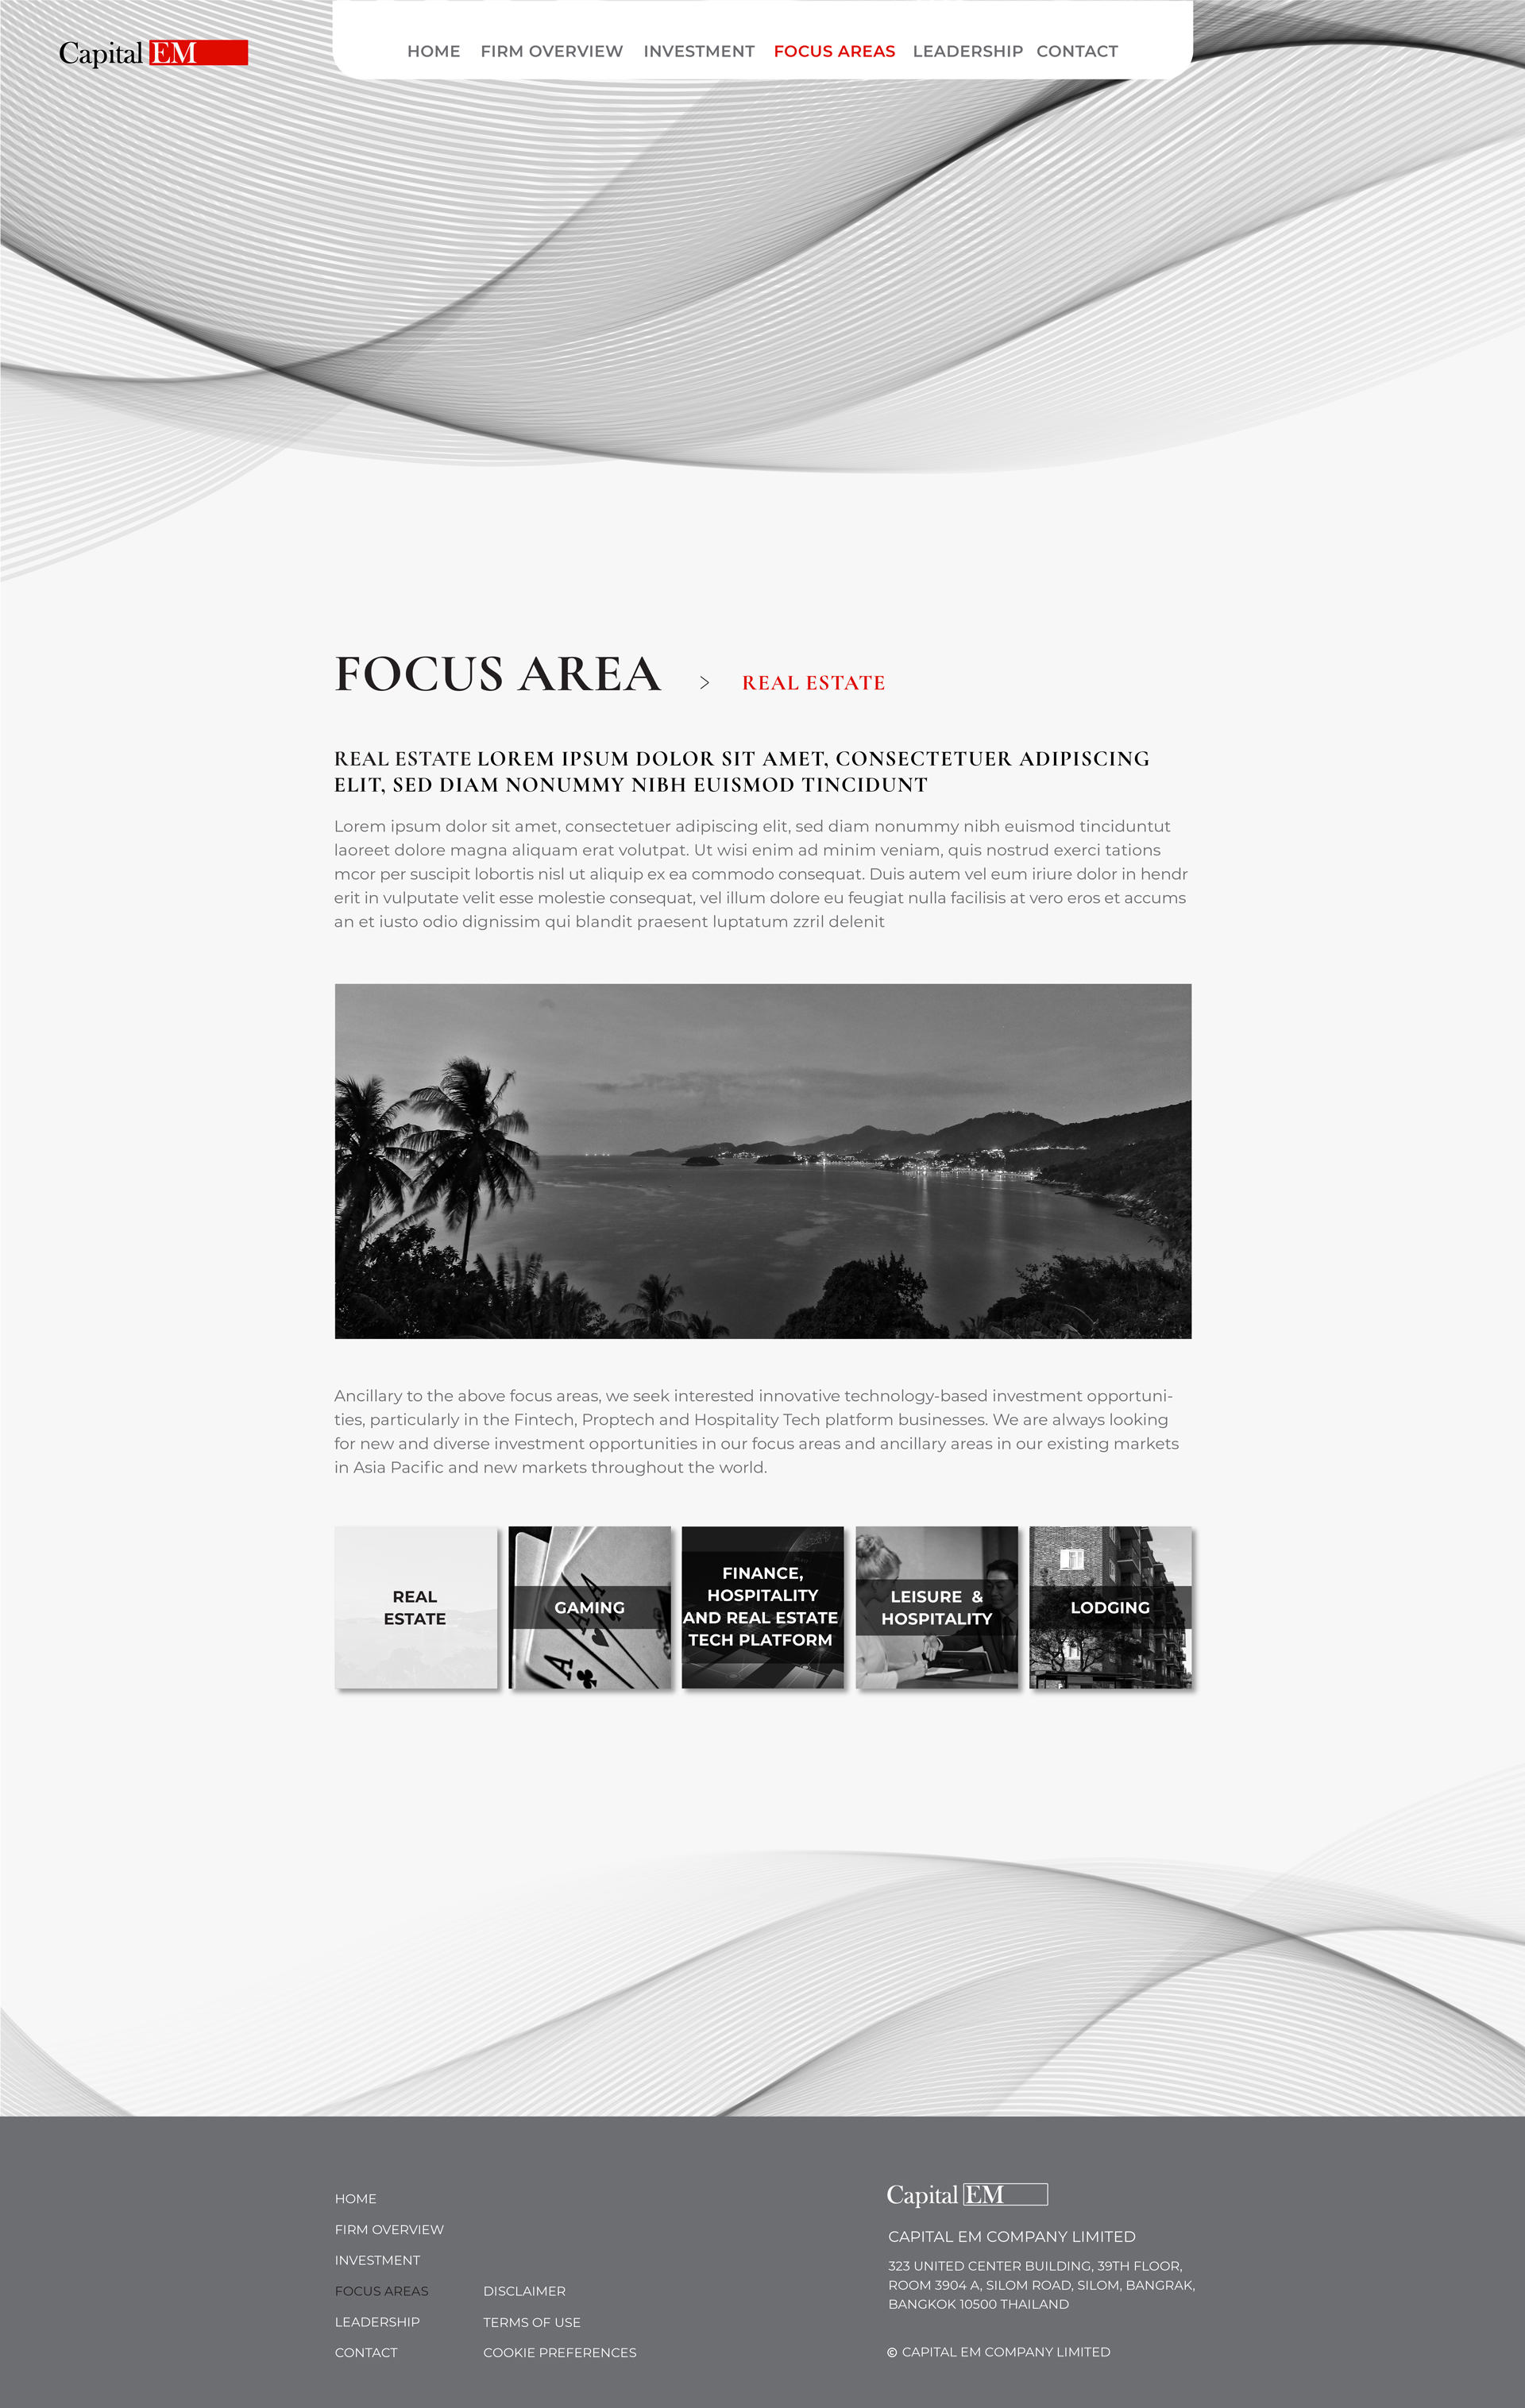 Capital EM
HOME FIRM OVERVIEW INVESTMENT FOCUS AREAS LEADERSHIP CONTACT
FOCUS AREA > REAL ESTATE
REAL ESTATE LOREM IPSUM DOLOR SIT AMET, CONSECTETUER ADIPISCING
ELIT, SED DIAM NONUMMY NIBH EUISMOD TINCIDUNT
Lorem ipsum dolor sit amet, consectetuer adipiscing elit, sed diam nonummy nibh euismod tinciduntut
laoreet dolore magna aliquam erat volutpat. Ut wisi enim ad minim veniam, quis nostrud exerci tations
mcor per suscipit lobortis nisl ut aliquip ex ea commodo consequat. Duis autem vel eum iriure dolor in hendr
erit in vulputate velit esse molestie consequat, vel illum dolore eu feugiat nulla facilisis at vero eros et accums
an et iusto odio dignissim qui blandit praesent luptatum zzril delenit
Ancillary to the above focus areas, we seek interested innovative technology-based investment opportuni-
ties, particularly in the Fintech, Proptech and Hospitality Tech platform businesses. We are always looking
for new and diverse investment opportunities in our focus areas and ancillary areas in our existing markets
in Asia Pacific and new markets throughout the world.
REAL
ESTATE
GAMING
A
A
A
FINANCE,
HOSPITALITY
AND REAL ESTATE
TECH PLATFORM
LEISURE &
HOSPITALITY
LODGING
HOME
FIRM OVERVIEW
INVESTMENT
FOCUS AREAS
LEADERSHIP
CONTACT
DISCLAIMER
TERMS OF USE
COOKIE PREFERENCES
Capital EM
CAPITAL EM COMPANY LIMITED
323 UNITED CENTER BUILDING, 39TH FLOOR,
ROOM 3904 A, SILOM ROAD, SILOM, BANGRAK,
BANGKOK 10500 THAILAND
© CAPITAL EM COMPANY LIMITED